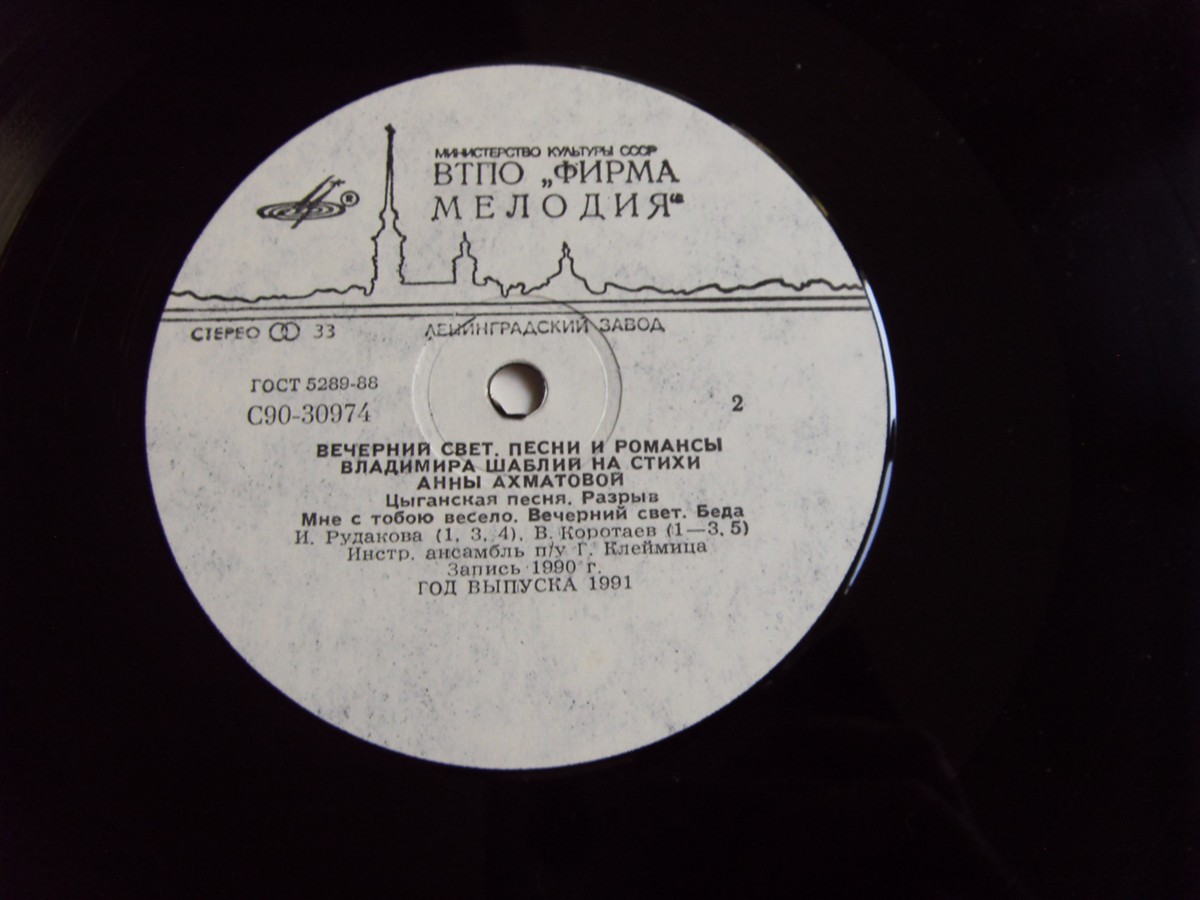 МИНИСТЕРСТВО КУЛЬТУРЫ СССР
ВТПО „ФИРМА
МЕЛОДИЯ“
®
СТЕРЕО 33
ЛЕНИНГРАДСКИЙ ЗАВОД
ГОСТ 5289-88
С90-30974
2
ВЕЧЕРНИЙ СВЕТ. ПЕСНИ И РОМАНСЫ
ВЛАДИМИРА ШАБЛИЙ НА СТИХИ
АННЫ АХМАТОВОЙ
Цыганская песня. Разрыв
Мне с тобою весело. Вечерний свет. Беда
И. Рудакова (1, 3, 4), В. Коротаев (1—3, 5)
Инстр. ансамбль п/у Г. Клеймица
Запись 1990 г.
ГОД ВЫПУСКА 1991